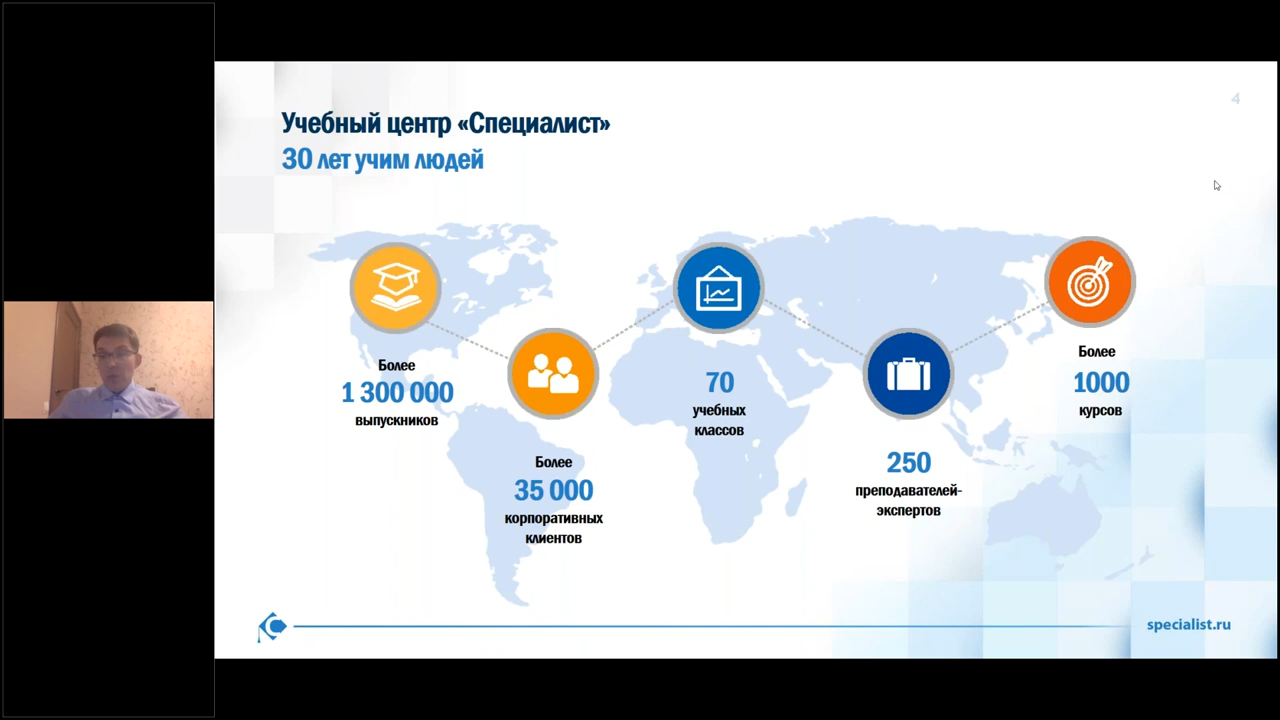 4
Учебный центр «Специалист»
30 лет учим людей
Более
1 300 000
выпускников
Более
35 000
корпоративных
клиентов
70
учебных
классов
250
преподавателей-
экспертов
Более
1000
курсов
specialist.ru